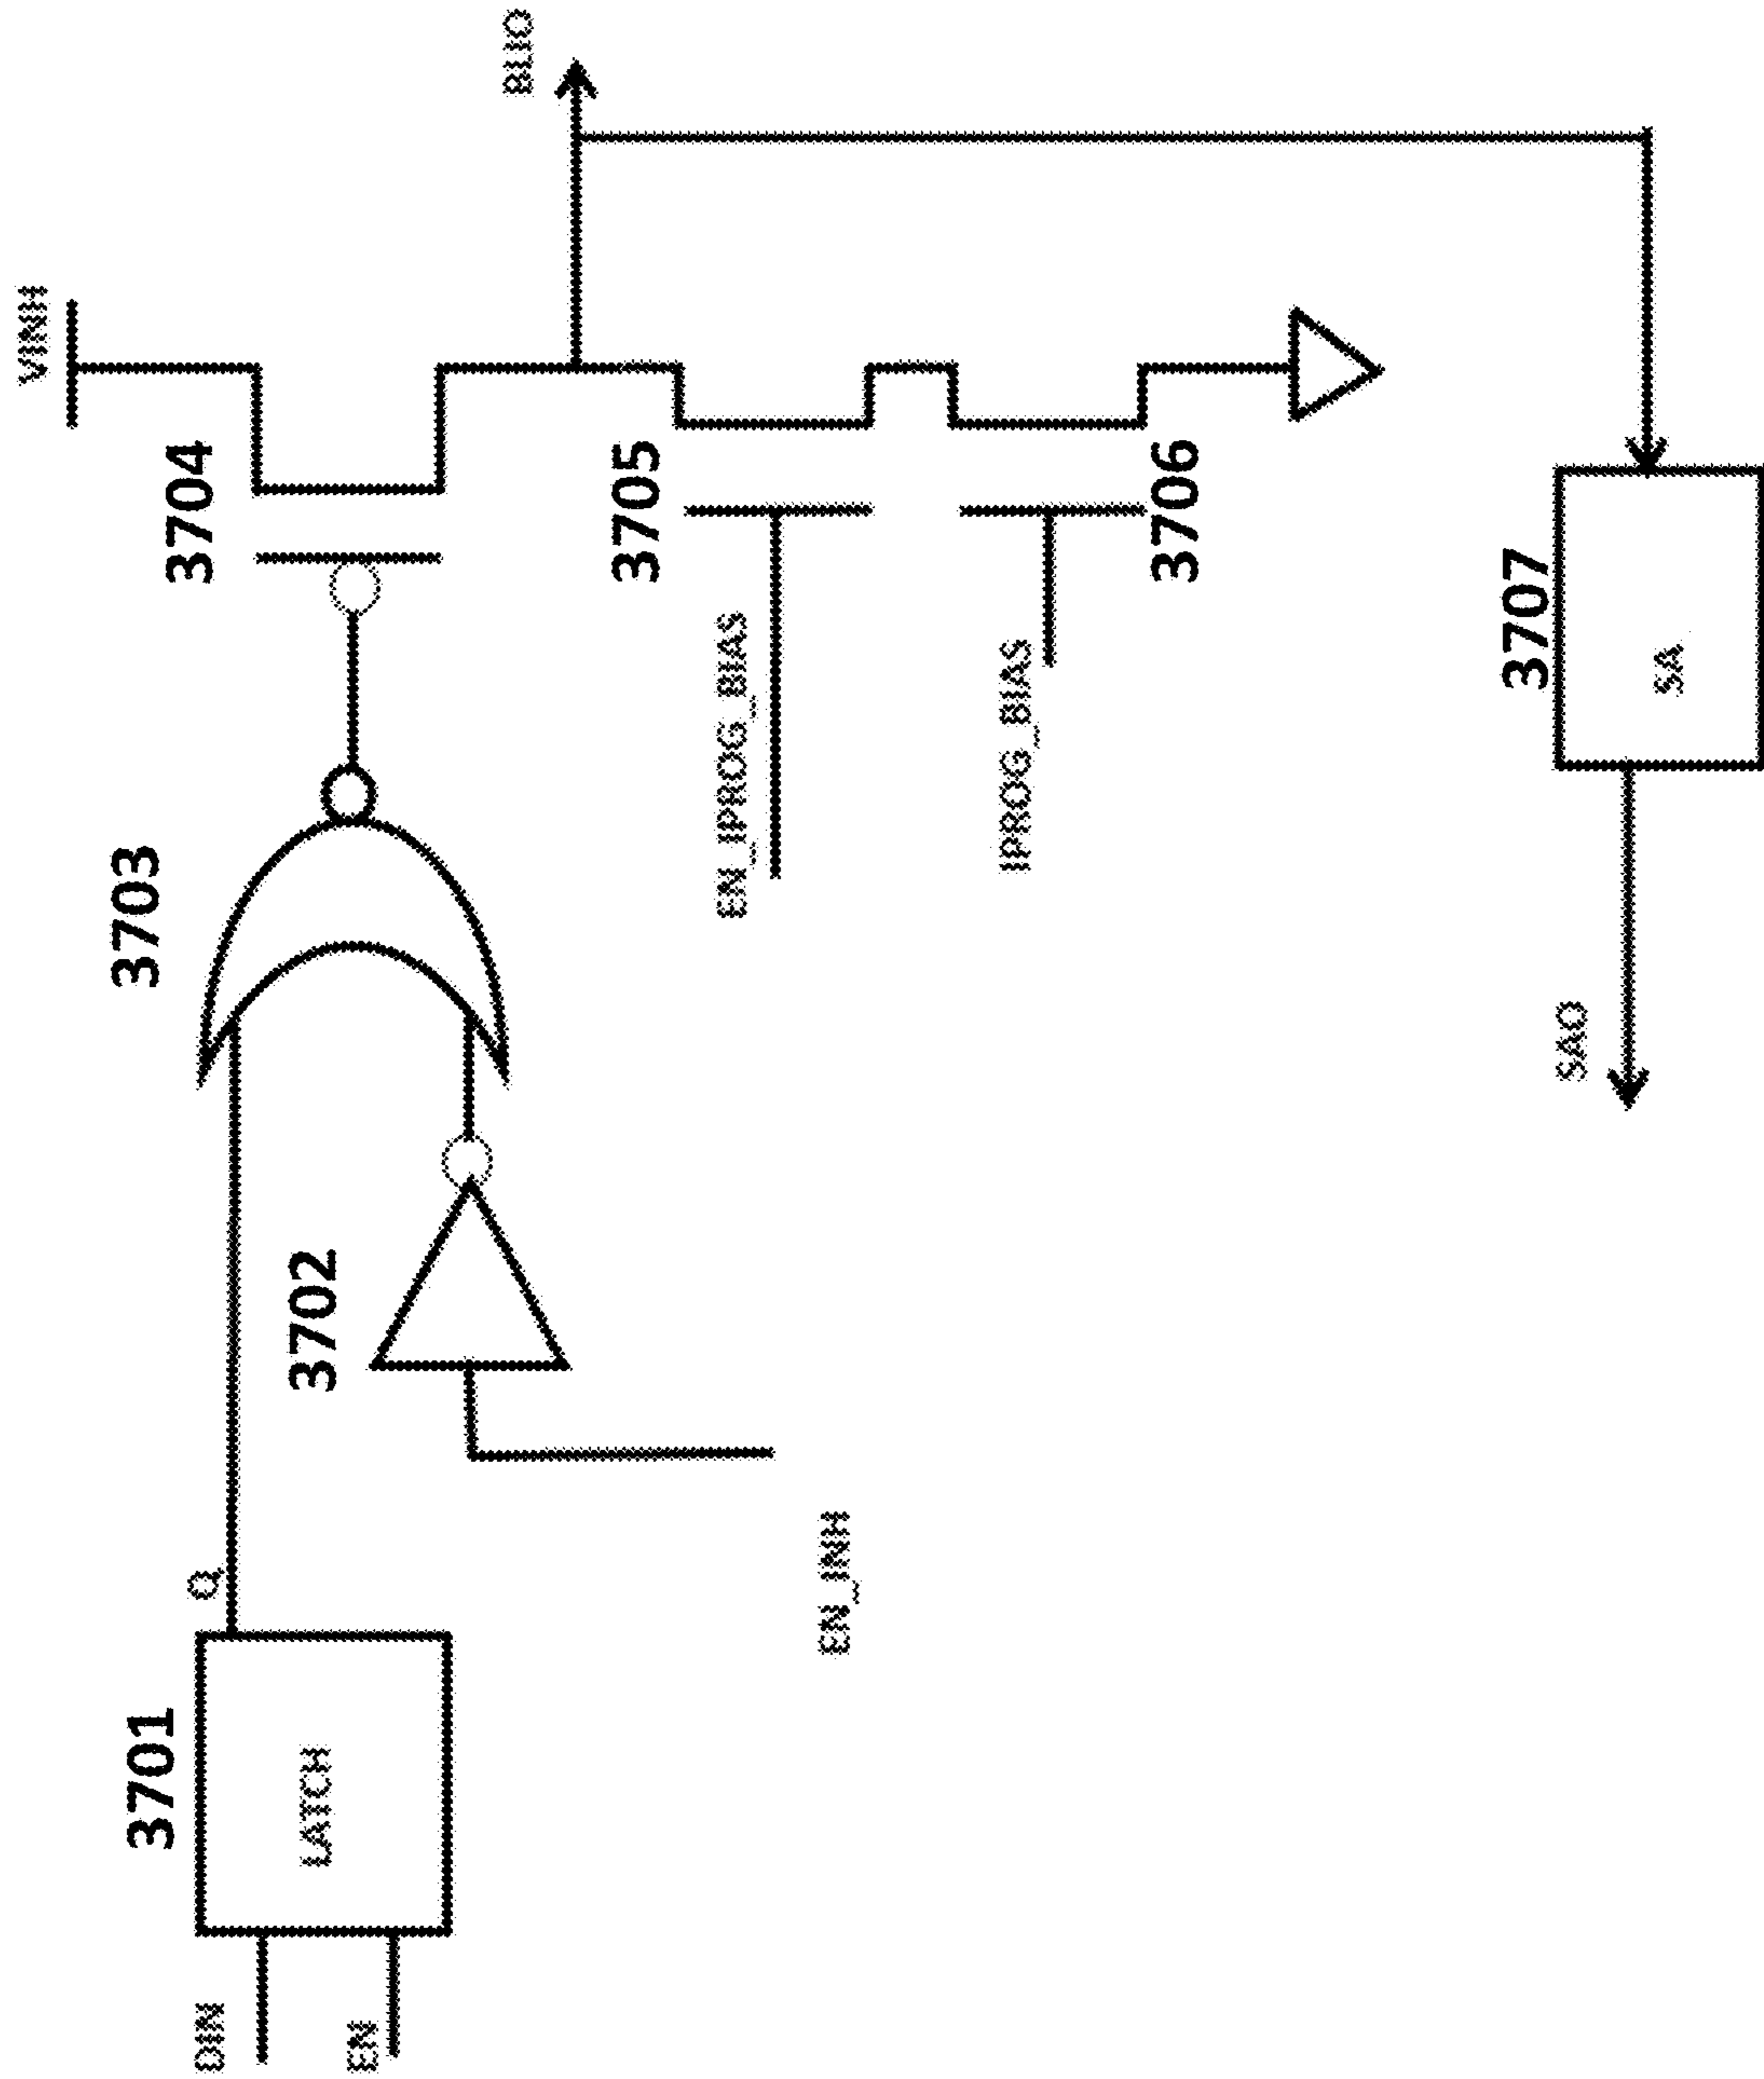 VINH
BLIO
3704
3703
3702
3701
Q
DIN
EN
LATCH
EN_INH
3705
EN_IPROG_BIAS
IPROG_BIAS
3706
3707
SA
SAO